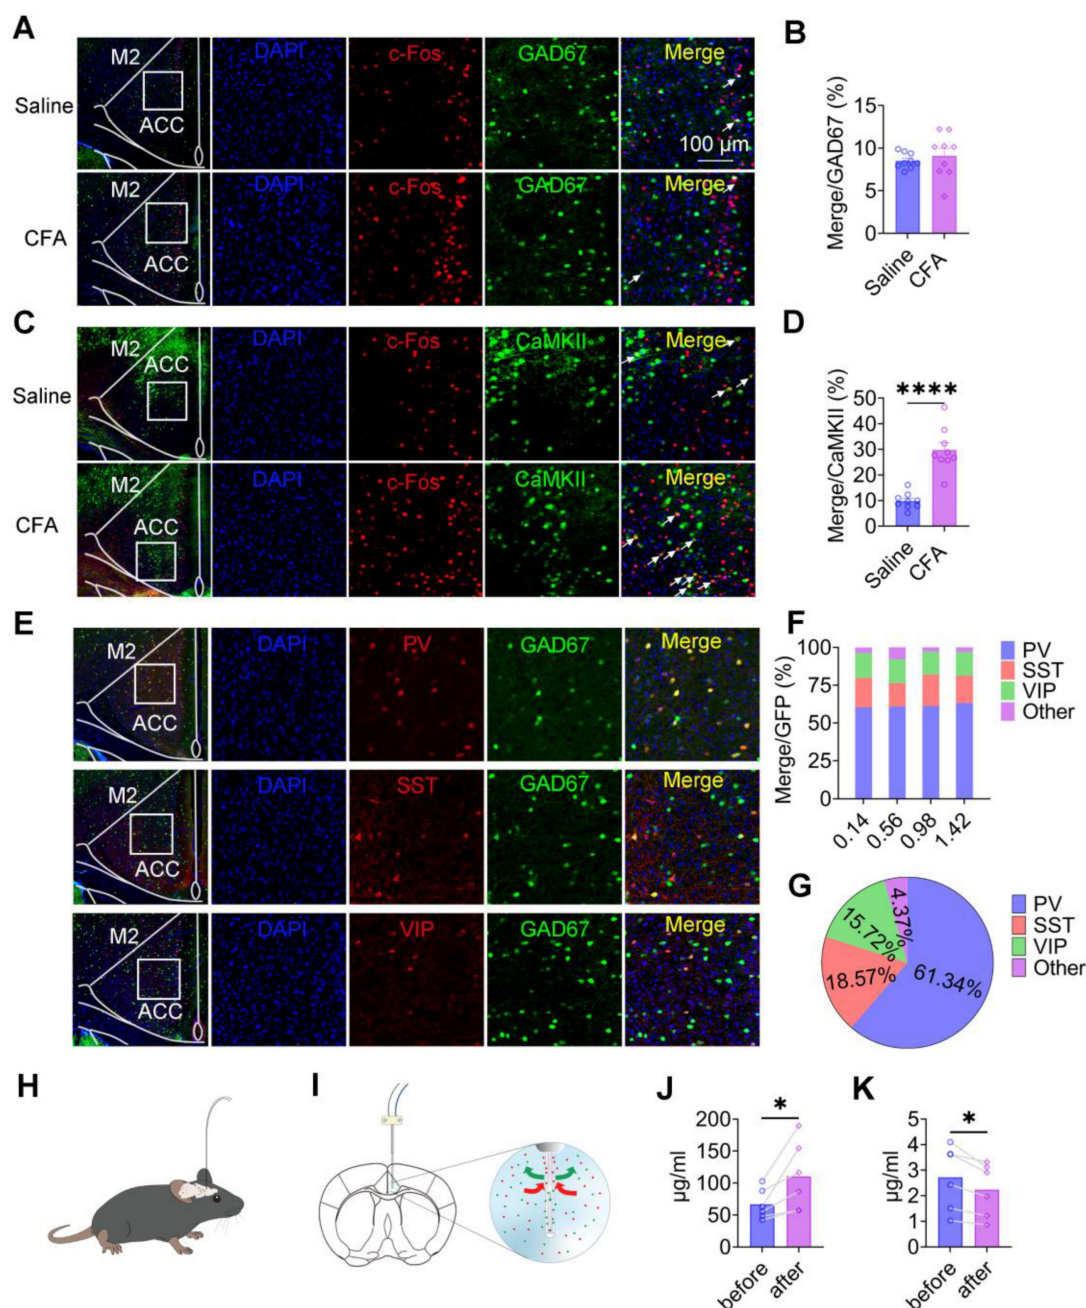 A
Saline
M2
ACC
DAPI
c-Fos
GAD67
Merge
100 µm
CFA
M2
ACC
c-Fos
GAD67
Merge
B
Merge/GAD67 (%)
15
10
5
0
Saline
CFA
C
Saline
M2
ACC
DAPI
c-Fos
CaMKII
Merge
CFA
M2
ACC
DAPI
c-Fos
CaMKII
Merge
D
Merge/CaMKII (%)
****
50
40
30
20
10
0
Saline
CFA
E
M2
ACC
DAPI
PV
GAD67
Merge
M2
ACC
DAPI
SST
GAD67
Merge
M2
ACC
DAPI
VIP
GAD67
Merge
F
Merge/GFP (%)
100
75
50
25
0
0.14
0.56
0.98
1.42
PV
SST
VIP
Other
G
4.37%
15.72%
18.57%
61.34%
PV
SST
VIP
Other
H
I
J
µg/ml
*
200
150
100
50
0
before
after
K
µg/ml
*
5
4
3
2
1
0
before
after